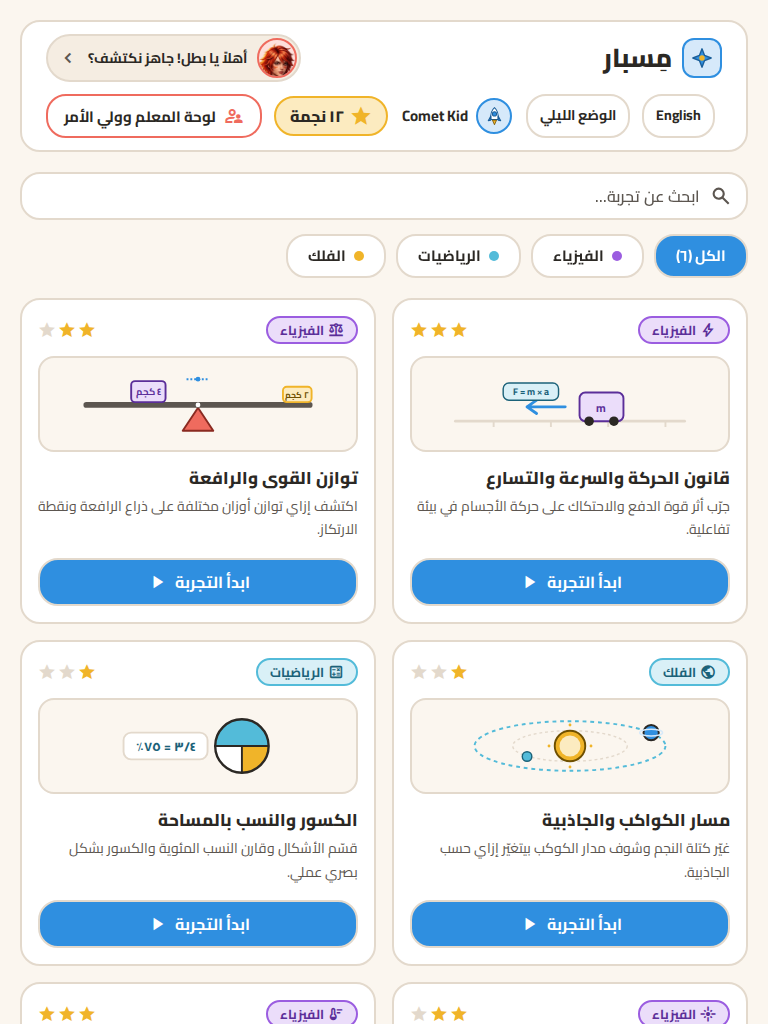 مِسبار
أهلاً يا بطل! جاهز نكتشف؟
English
الوضع الليلي
Comet Kid
١٢ نجمة
لوحة المعلم وولي الأمر
ابحث عن تجربة...
الكل (٦)
الفيزياء
الرياضيات
الفلك
الفيزياء
F = m × a
m
قانون الحركة والسرعة والتسارع
جرّب أثر قوة الدفع والاحتكاك على حركة الأجسام في بيئة
تفاعلية.
ابدأ التجربة
الفيزياء
٤ كجم
٢ كجم
توازن القوى والرافعة
اكتشف إزاي توازن أوزان مختلفة على ذراع الرافعة ونقطة
الارتكاز.
ابدأ التجربة
الفلك
مسار الكواكب والجاذبية
غيّر كتلة النجم وشوف مدار الكوكب بيتغيّر إزاي حسب
الجاذبية.
ابدأ التجربة
الرياضيات
٣/٤ = ٧٥٪
الكسور والنسب بالمساحة
قسّم الأشكال وقارن النسب المئوية والكسور بشكل
بصري عملي.
ابدأ التجربة
الفيزياء
الفيزياء